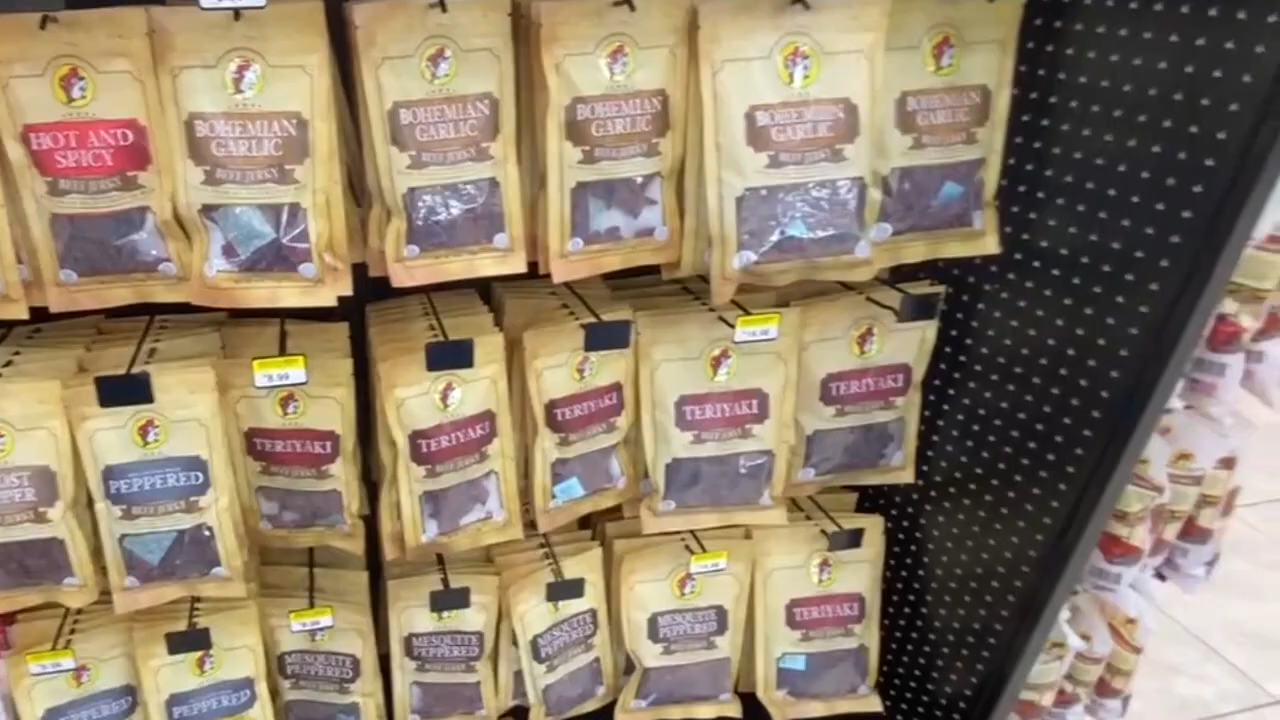 HOT AND
SPICY
BEEF JERKY
BOHEMIAN
GARLIC
BEEF JERKY
BOHEMIAN
GARLIC
BEEF JERKY
BOHEMIAN
GARLIC
BEEF JERKY
BOHEMIAN
GARLIC
BEEF JERKY
BOHEMIAN
GARLIC
BEEF JERKY
PEPPERED
BEEF JERKY
8.99
TERIYAKI
BEEF JERKY
TERIYAKI
BEEF JERKY
TERIYAKI
BEEF JERKY
TERIYAKI
BEEF JERKY
TERIYAKI
BEEF JERKY
PEPPERED
PEPPERED
MESQUITE
PEPPERED
BEEF JERKY
MESQUITE
PEPPERED
BEEF JERKY
MESQUITE
PEPPERED
BEEF JERKY
MESQUITE
PEPPERED
BEEF JERKY
TERIYAKI
BEEF JERKY